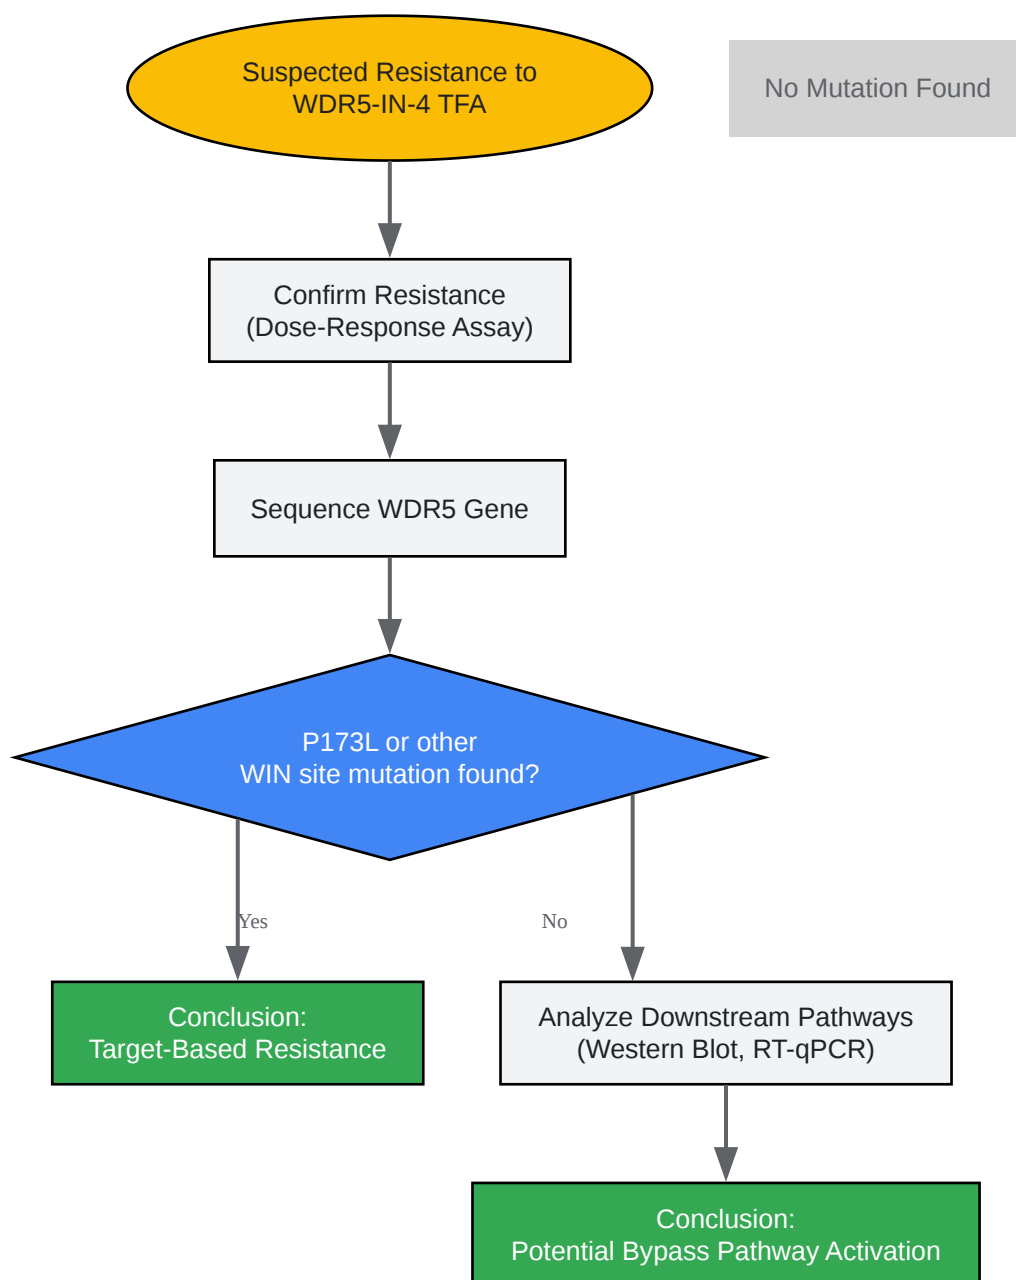 Suspected Resistance to
WDR5-IN-4 TFA
No Mutation Found
Confirm Resistance
(Dose-Response Assay)
Sequence WDR5 Gene
P173L or other
WIN site mutation found?
Yes
No
Conclusion:
Target-Based Resistance
Analyze Downstream Pathways
(Western Blot, RT-qPCR)
Conclusion:
Potential Bypass Pathway Activation